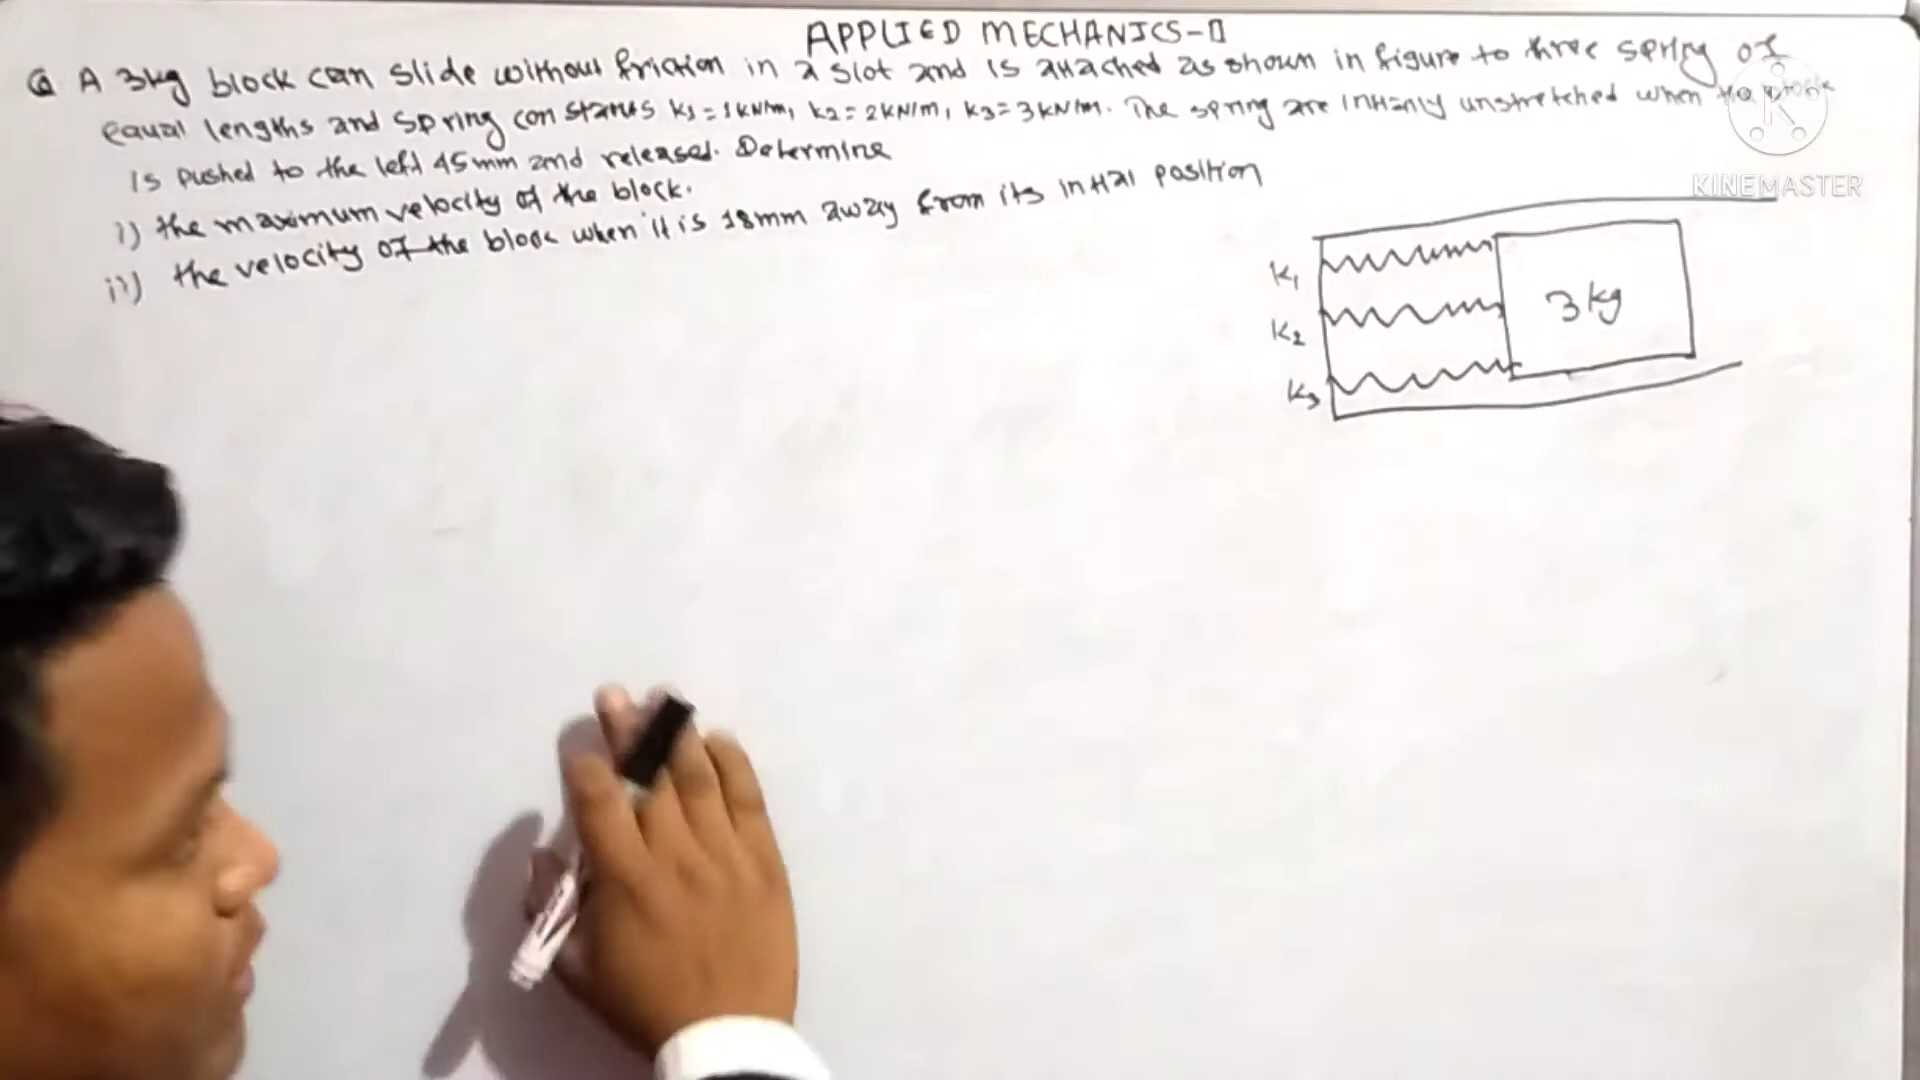 APPLIED MECHANICS-II
Q A 3kg block can slide without friction in a slot and is attached as shown in figure to three spring of
equal lengths and spring constants K1 = 1 kN/m, K2 = 2kN/m, K3 = 3kN/m. The spring are initially unstretched when
is pushed to the left 45mm and released. Determine
i) the maximum velocity of the block.
ii) the velocity of the block when it is 18mm away from its initial position
KINEMASTER
K1
K2
K3
3kg